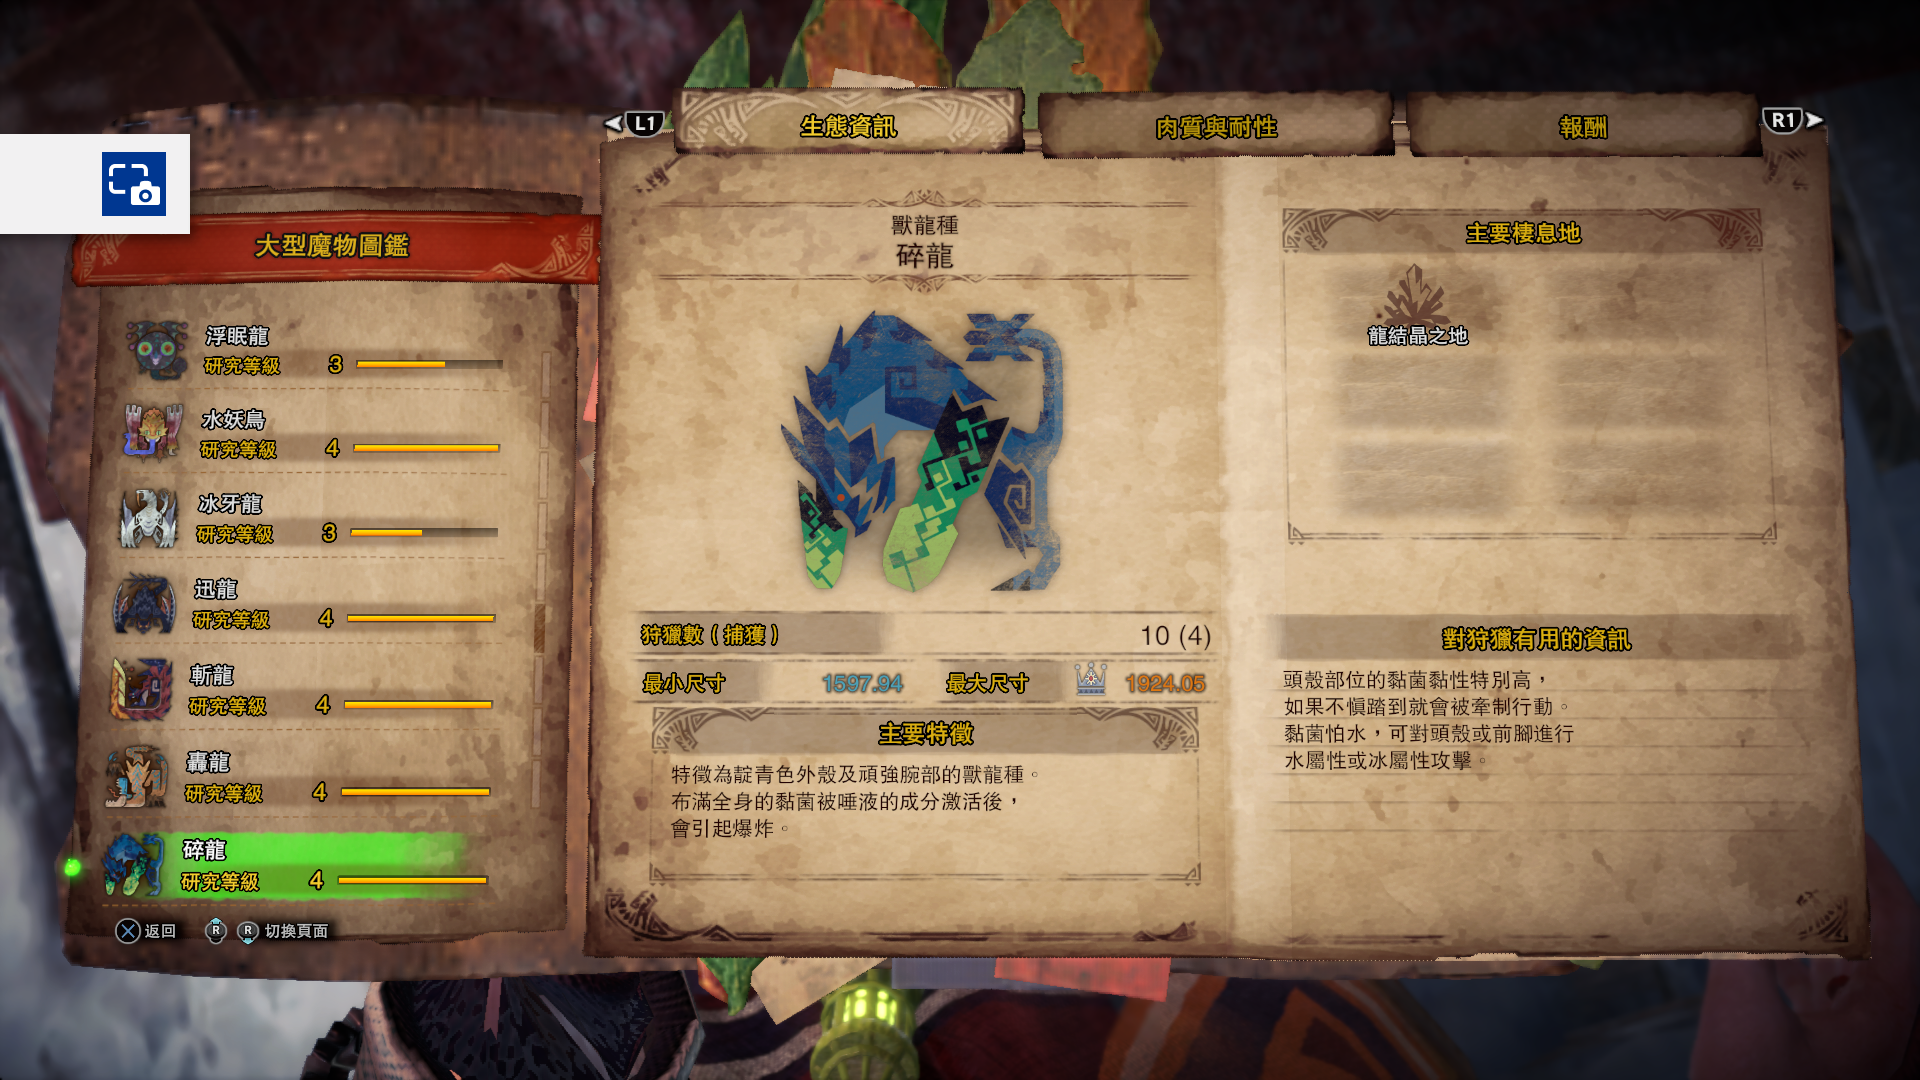 L1
生態資訊
肉質與耐性
報酬
R1
大型魔物圖鑑
浮眠龍
研究等級 3
水妖鳥
研究等級 4
冰牙龍
研究等級 3
迅龍
研究等級 4
斬龍
研究等級 4
轟龍
研究等級 4
碎龍
研究等級 4
返回
R R 切換頁面
獸龍種
碎龍
狩獵數（捕獲） 10 (4)
最小尺寸 1597.94 最大尺寸 1924.05
主要特徵
特徵為靛青色外殼及頑強腕部的獸龍種。
布滿全身的黏菌被唾液的成分激活後，
會引起爆炸。
主要棲息地
龍結晶之地
對狩獵有用的資訊
頭殼部位的黏菌黏性特別高，
如果不慎踏到就會被牽制行動。
黏菌怕水，可對頭殼或前腳進行
水屬性或冰屬性攻擊。